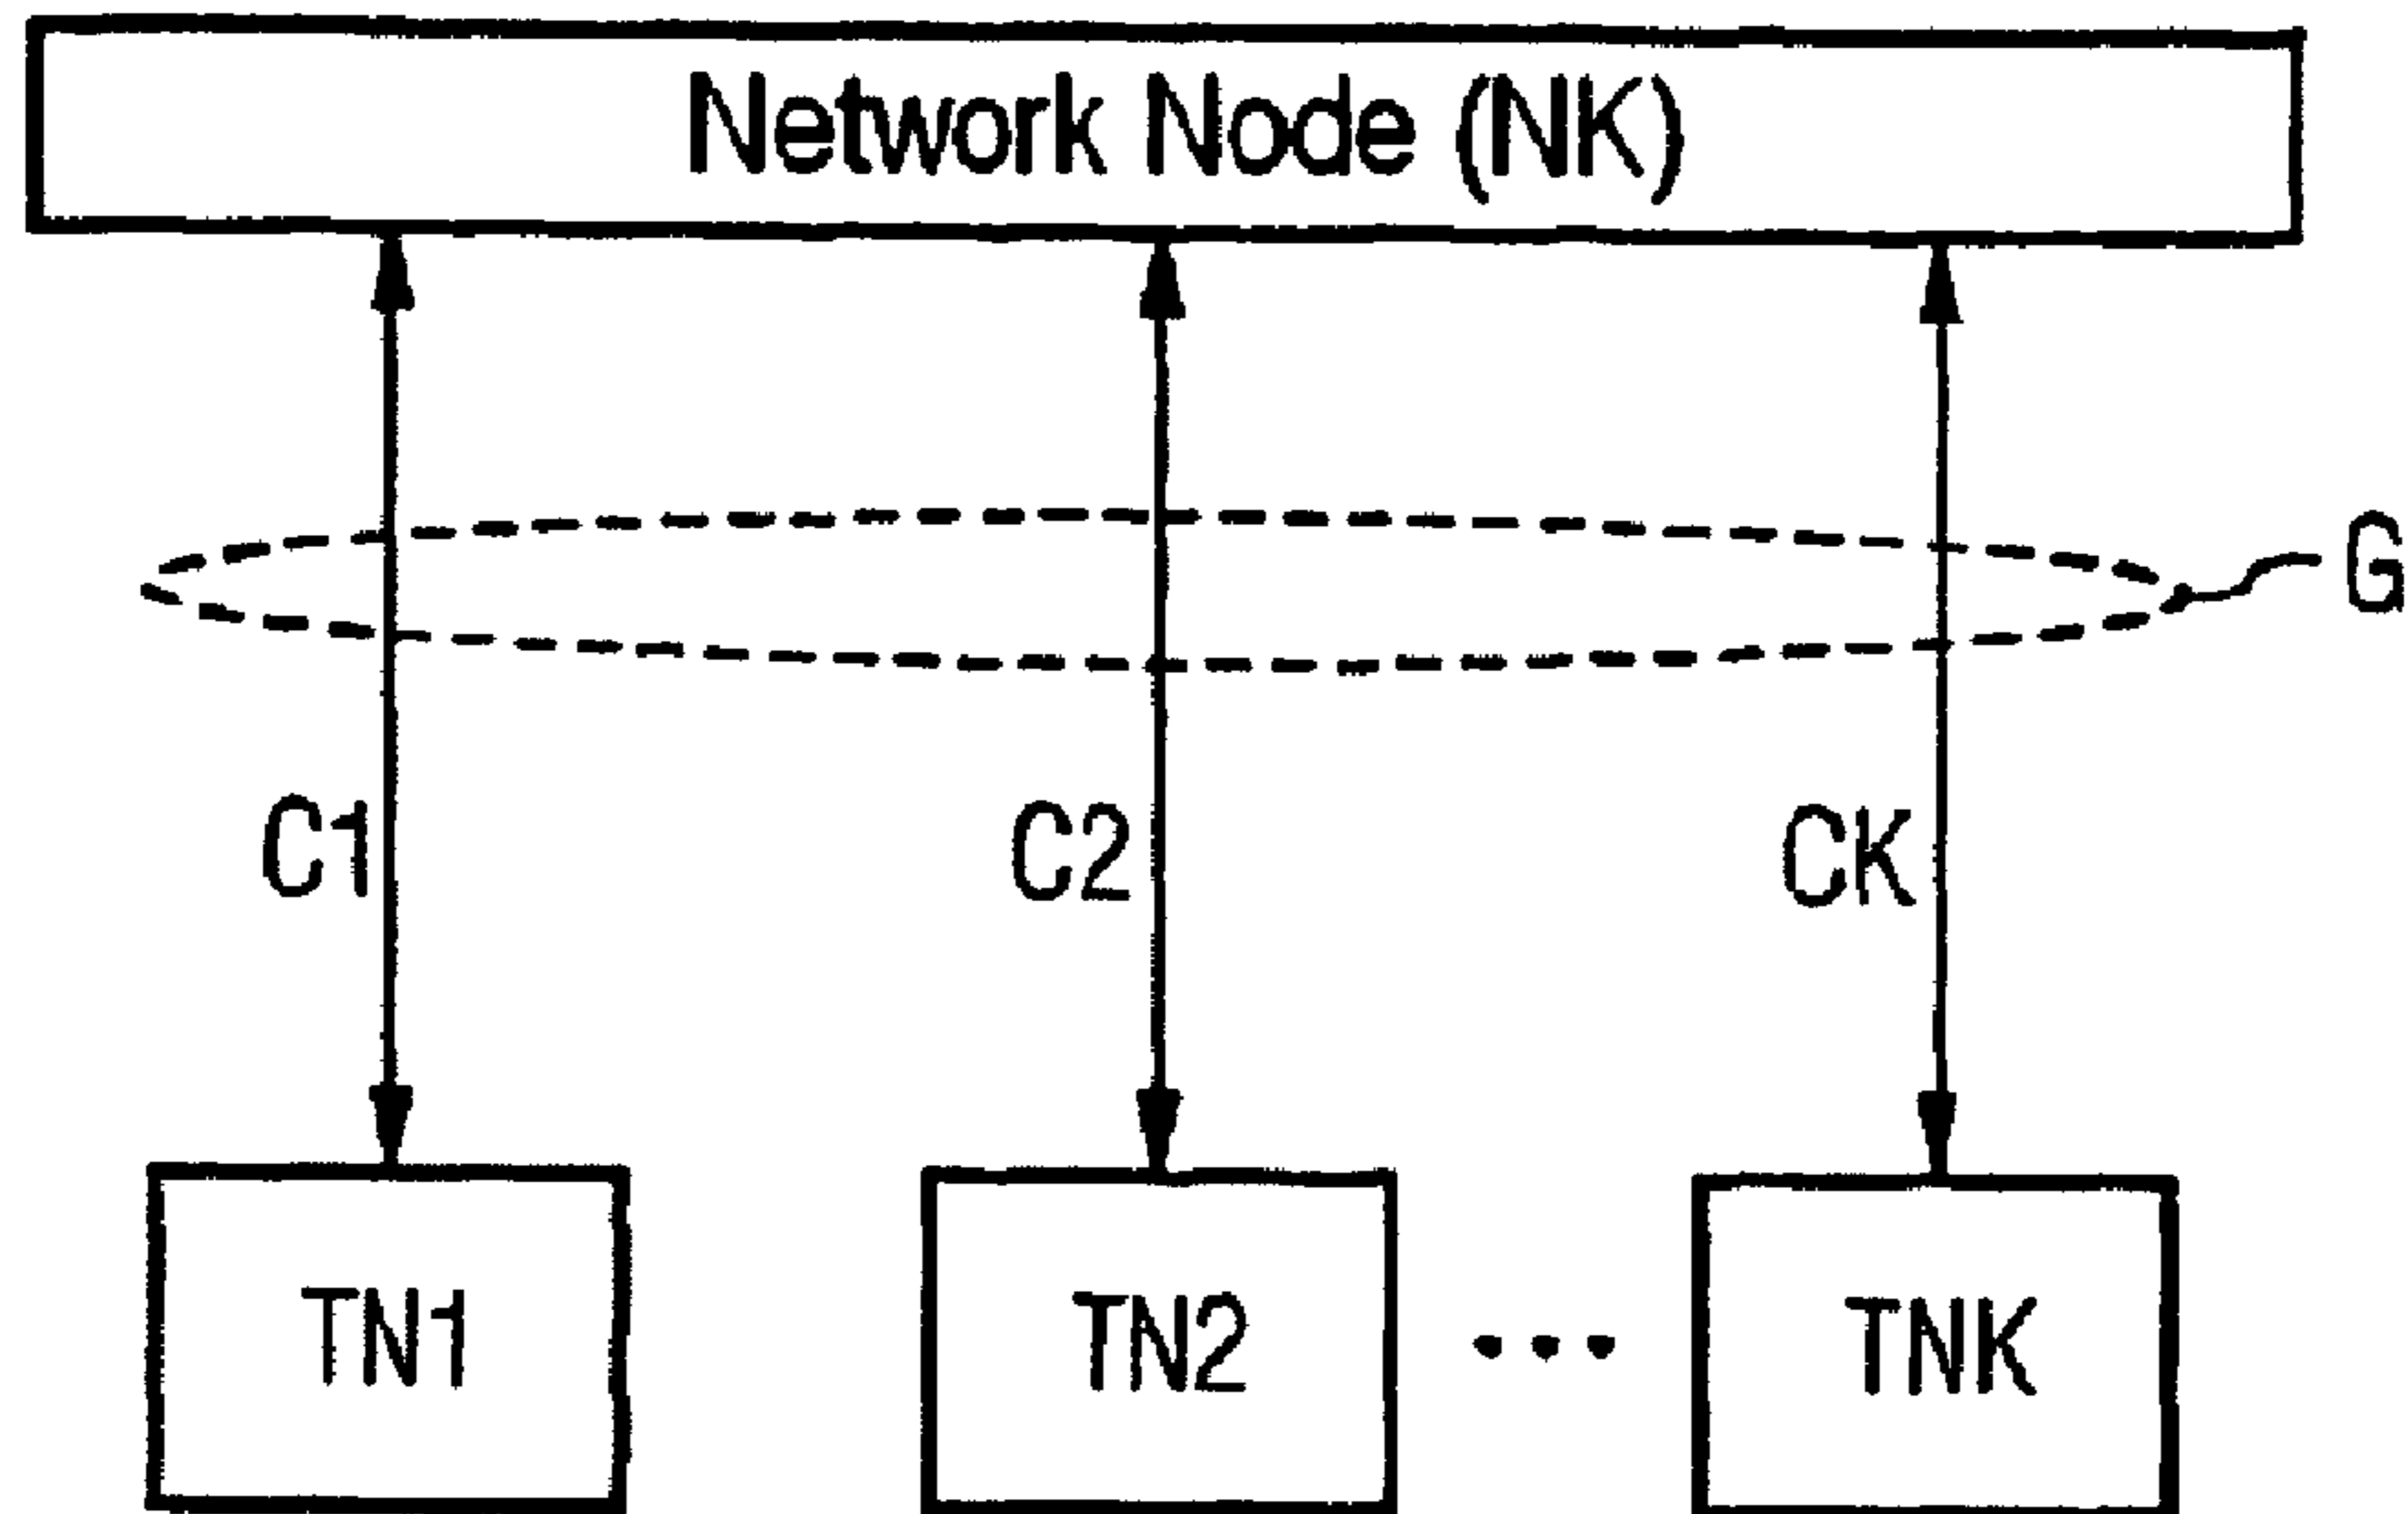 Network Node (NK)
G
C1
C2
CK
TN1
TN2
...
TNK